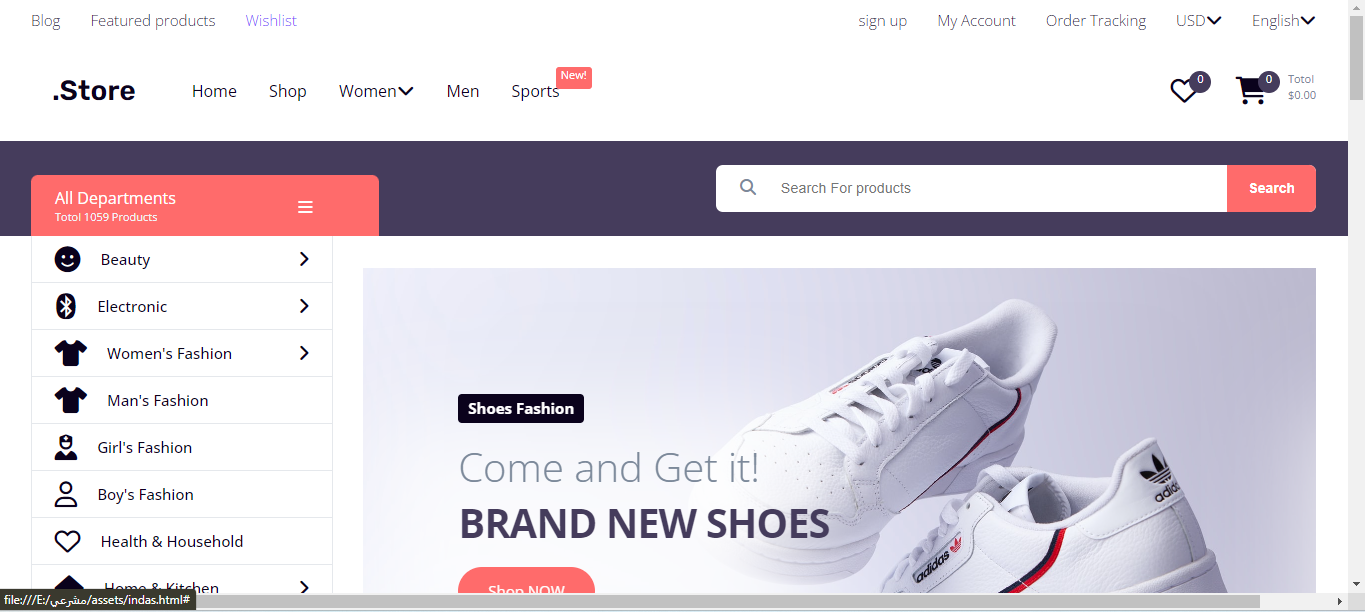 Blog Featured products Wishlist sign up My Account Order Tracking USD English
.Store Home Shop Women Men Sports New! 0 0 Totol
$0.00
All Departments
Totol 1059 Products
Search For products Search
Beauty
Electronic
Women's Fashion
Man's Fashion
Girl's Fashion
Boy's Fashion
Health & Household
Home & Kitchen
Shoes Fashion
Come and Get it!
BRAND NEW SHOES
Shop NOW
adidas
adidas
file:///E:/مشرعي/assets/indas.html#